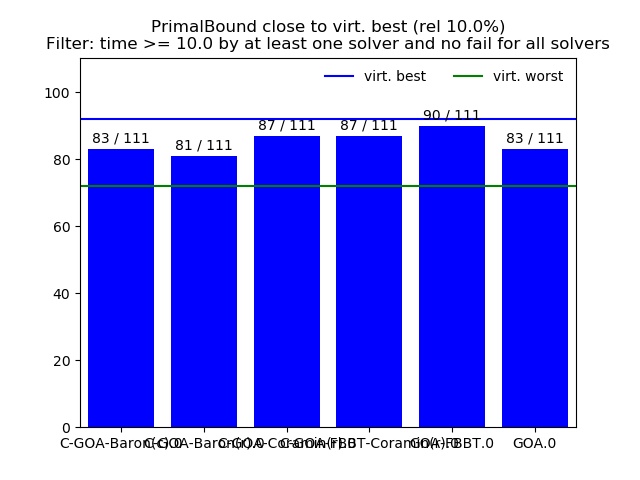 PrimalBound close to virt. best (rel 10.0%)
Filter: time >= 10.0 by at least one solver and no fail for all solvers
virt. best virt. worst
100
80
60
40
20
0
83 / 111
81 / 111
87 / 111
87 / 111
90 / 111
83 / 111
GOA.0